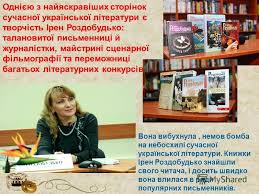 Однією з найяскравіших сторінок
сучасної української літератури є
творчість Ірен Роздобудько:
талановитої письменниці й
журналістки, майстрині сценарної
фільмографії та переможниці
багатьох літературних конкурсів
Вона вибухнула , немов бомба
на небосхилі сучасної
української літератури. Книжки
Ірен Роздобудько знайшли
свого читача, і досить швидко
вона влилася в
популярних письменників.
MyShared